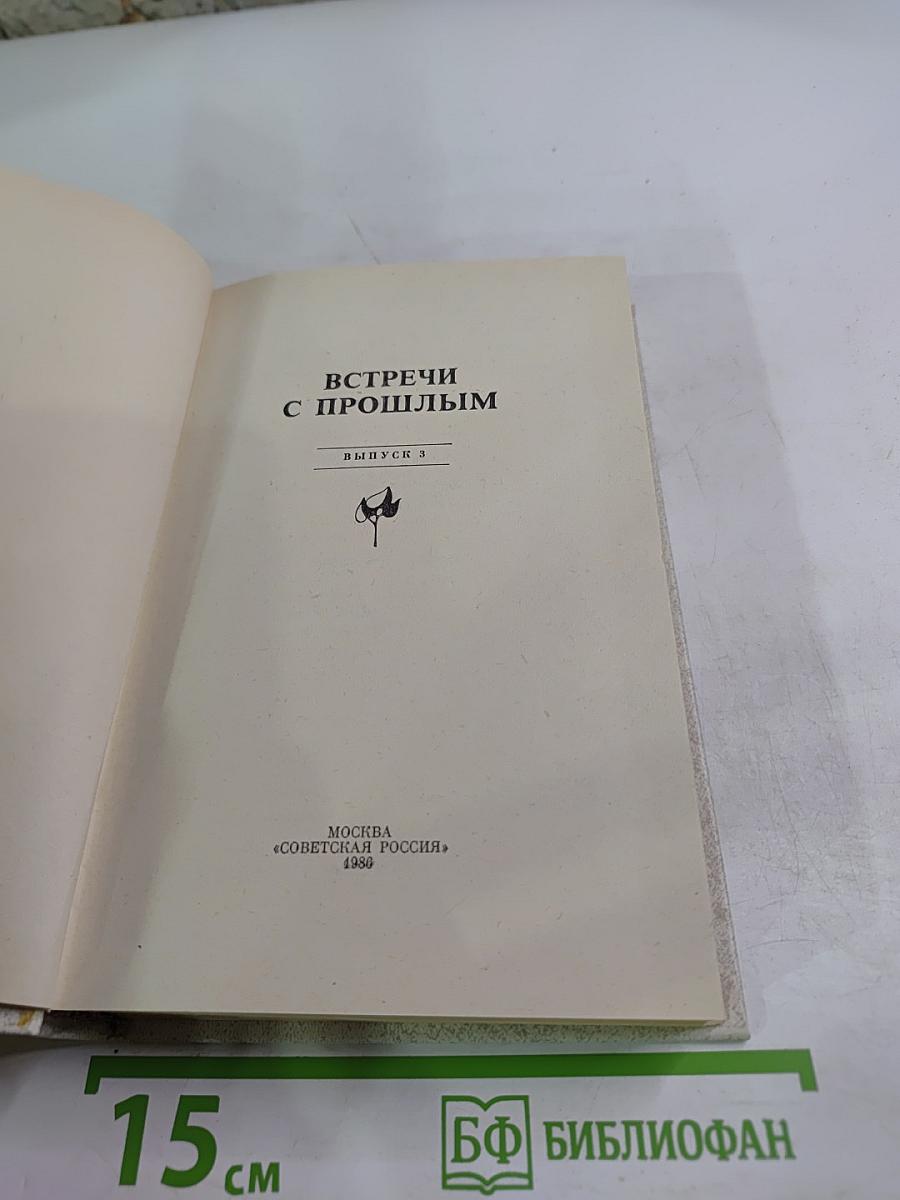 ВСТРЕЧИ
С ПРОШЛЫМ
ВЫПУСК 3
МОСКВА
«СОВЕТСКАЯ РОССИЯ»
1986
15 СМ
БФ БИБЛИОФАН